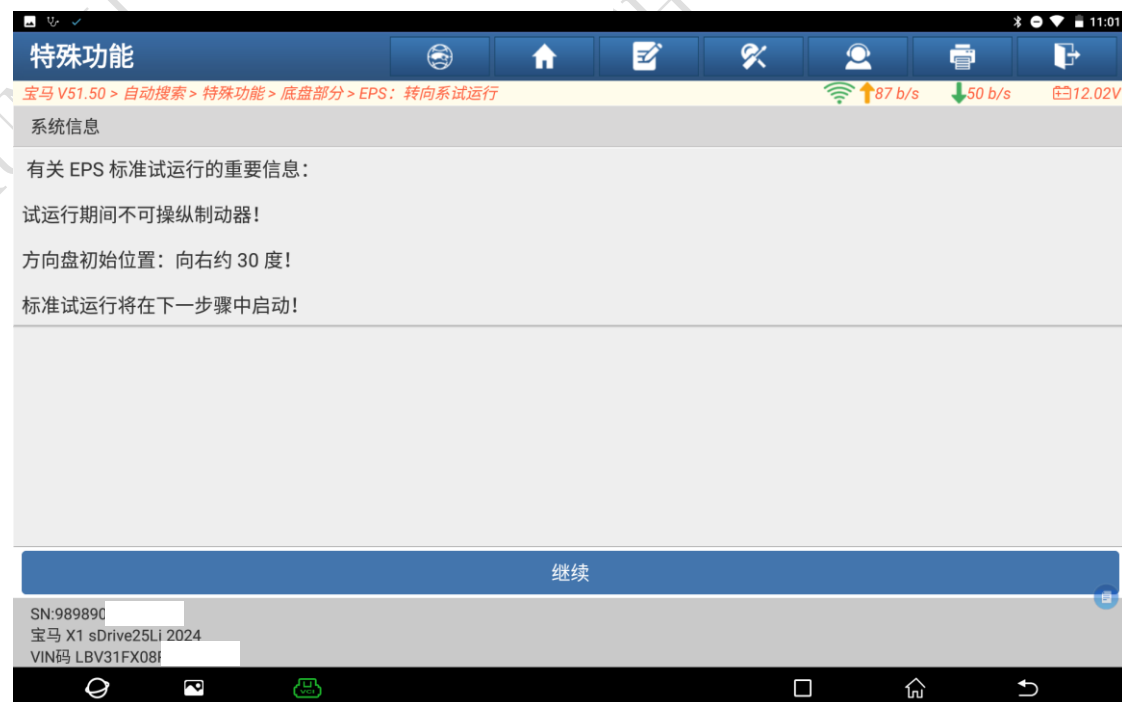 11:01
特殊功能
宝马 V51.50 > 自动搜索 > 特殊功能 > 底盘部分 > EPS：转向系试运行 87 b/s 50 b/s 12.02V
系统信息
有关 EPS 标准试运行的重要信息：
试运行期间不可操纵制动器！
方向盘初始位置：向右约 30 度！
标准试运行将在下一步骤中启动！
继续
SN:989890
宝马 X1 sDrive25Li 2024
VIN码 LBV31FX08
VCI